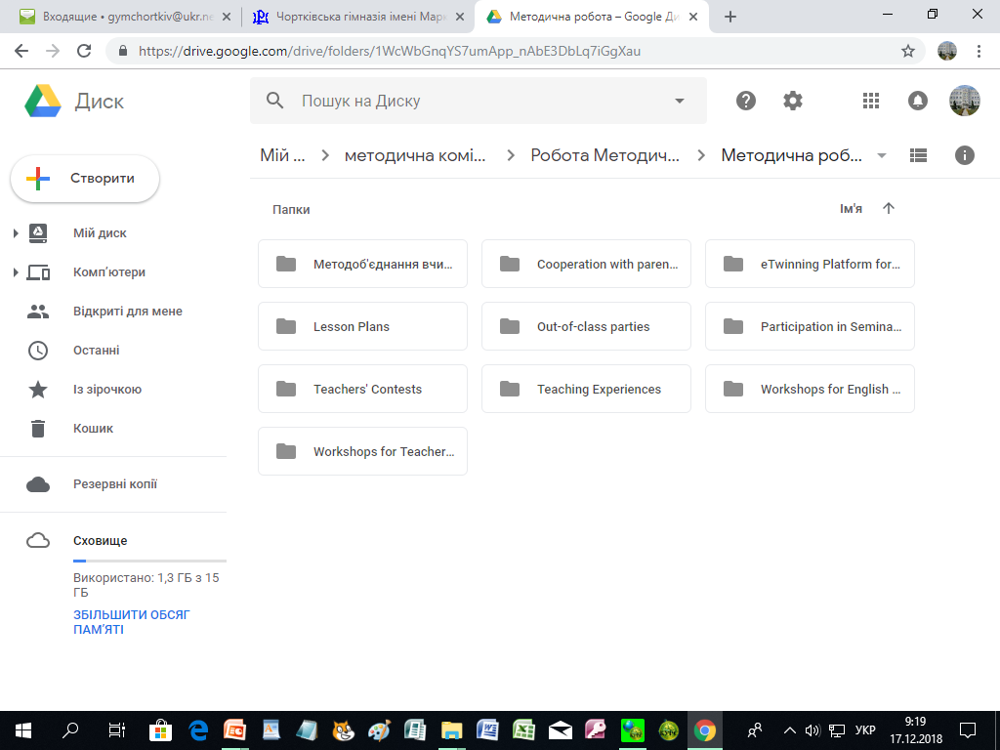 Входящие • gymchortkiv@ukr.ne
Чортківська гімназія імені Марк
Методична робота – Google Ди
https://drive.google.com/drive/folders/1WcWbGnqYS7umApp_nAbE3DbLq7iGgXau
Диск
Пошук на Диску
Мій ... > методична комі... > Робота Методич... > Методична роб...
Створити
Папки
Ім'я
Мій диск
Комп’ютери
Відкриті для мене
Останні
Із зірочкою
Кошик
Резервні копії
Сховище
Використано: 1,3 ГБ з 15
ГБ
ЗБІЛЬШИТИ ОБСЯГ
ПАМ’ЯТІ
Методоб'єднання вчи...
Cooperation with paren...
eTwinning Platform for...
Lesson Plans
Out-of-class parties
Participation in Semina...
Teachers' Contests
Teaching Experiences
Workshops for English ...
Workshops for Teacher...
УКР
9:19
17.12.2018